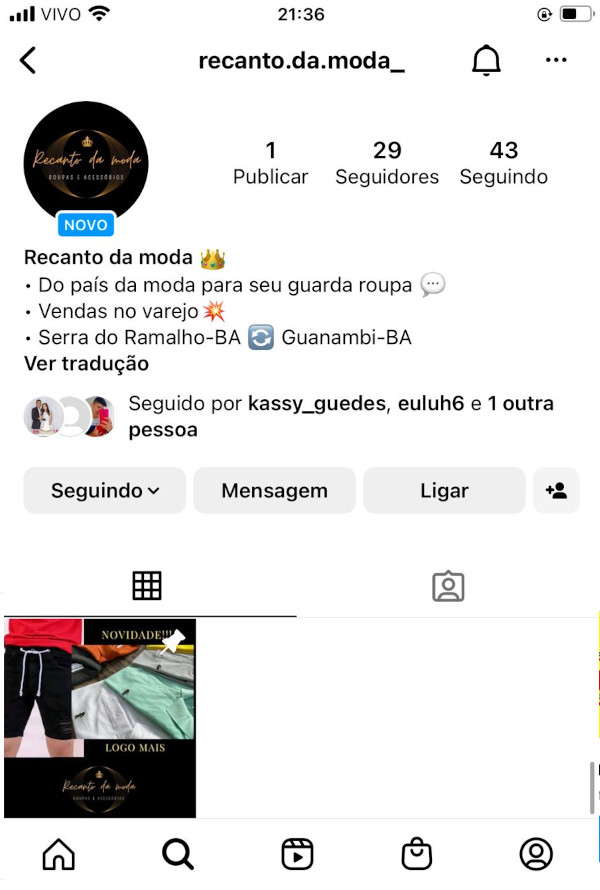 VIVO 21:36
recanto.da.moda_
Recanto da moda
ROUPAS E ACESSÓRIOS
NOVO
1 29 43
Publicar Seguidores Seguindo
Recanto da moda 👑
• Do país da moda para seu guarda roupa 💬
• Vendas no varejo💥
• Serra do Ramalho-BA 🔄 Guanambi-BA
Ver tradução
Seguido por kassy_guedes, euluh6 e 1 outra
pessoa
Seguindo Mensagem Ligar
NOVIDADE!!!
LOGO MAIS
Recanto da moda
ROUPAS E ACESSÓRIOS